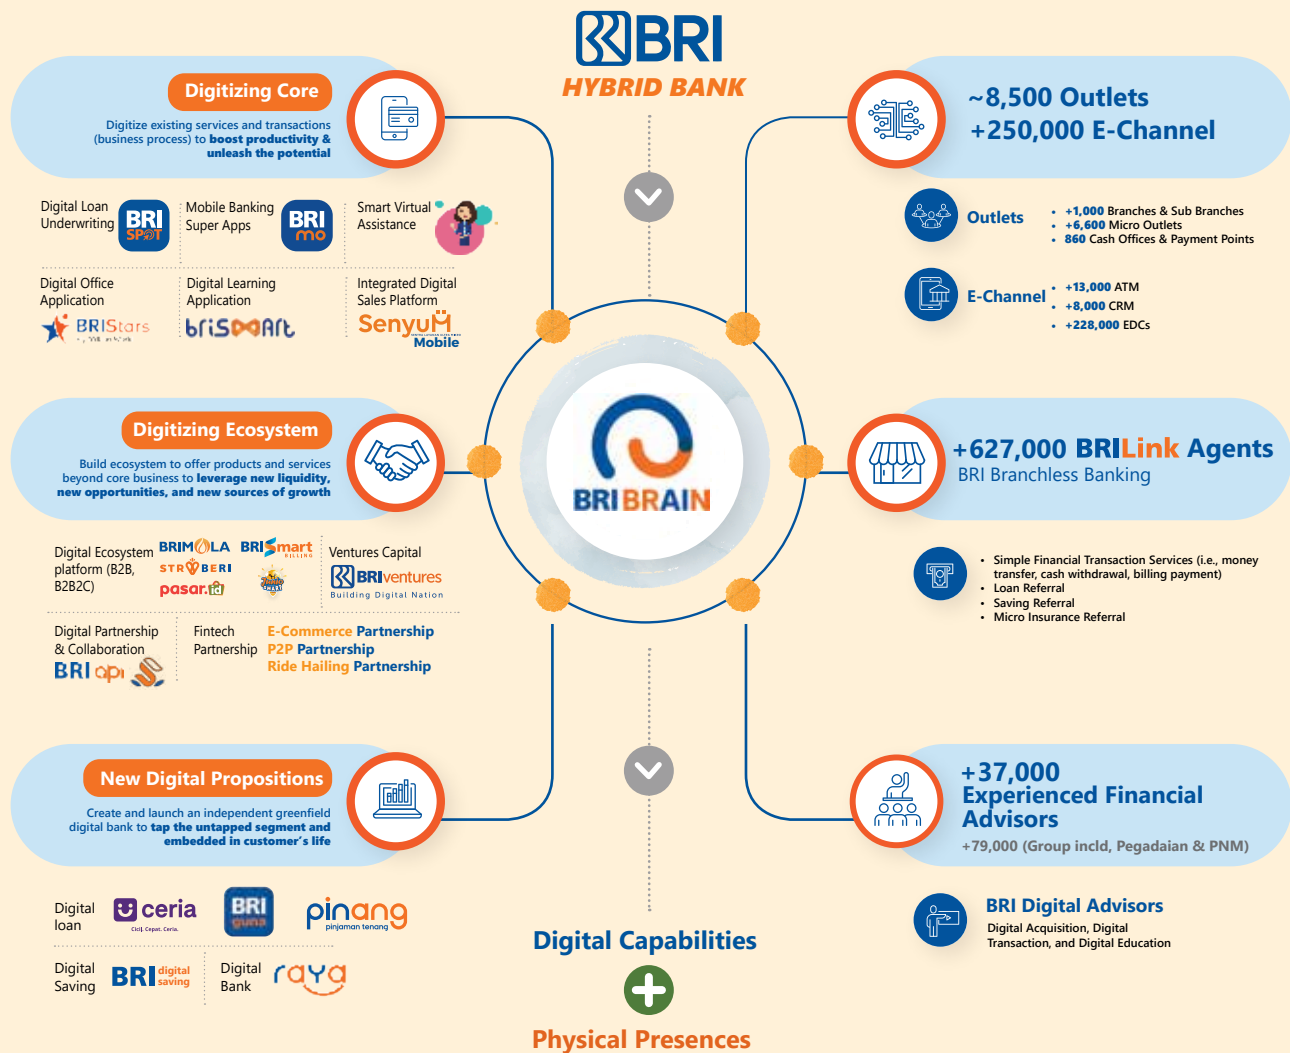 BRI
HYBRID BANK
Digitizing Core
Digitize existing services and transactions
(business process) to boost productivity &
unleash the potential
Digital Loan
Underwriting
BRI
SPOT
Mobile Banking
Super Apps
BRI
mo
Smart Virtual
Assistance
Digital Office
Application
BRIStars
Digital Learning
Application
briSMArt
Integrated Digital
Sales Platform
SenyuM
Mobile
Digitizing Ecosystem
Build ecosystem to offer products and services
beyond core business to leverage new liquidity,
new opportunities, and new sources of growth
Digital Ecosystem
platform (B2B,
B2B2C)
BRIMOLA
BRISmart
BILLING
STROBERI
pasar.id
Ventures Capital
BRIventures
Building Digital Nation
Digital Partnership
& Collaboration
BRI api
Fintech
Partnership
E-Commerce Partnership
P2P Partnership
Ride Hailing Partnership
New Digital Propositions
Create and launch an independent greenfield
digital bank to tap the untapped segment and
embedded in customer's life
Digital
loan
ceria
Cicil. Cepat. Ceria.
BRI
guna
pinang
pinjaman tenang
Digital
Saving
BRI digital
saving
Digital
Bank
raya
BRIBRAIN
~8,500 Outlets
+250,000 E-Channel
Outlets
• +1,000 Branches & Sub Branches
• +6,600 Micro Outlets
• 860 Cash Offices & Payment Points
E-Channel
• +13,000 ATM
• +8,000 CRM
• +228,000 EDCs
+627,000 BRILink Agents
BRI Branchless Banking
• Simple Financial Transaction Services (i.e., money
transfer, cash withdrawal, billing payment)
• Loan Referral
• Saving Referral
• Micro Insurance Referral
+37,000
Experienced Financial
Advisors
+79,000 (Group incld, Pegadaian & PNM)
BRI Digital Advisors
Digital Acquisition, Digital
Transaction, and Digital Education
Digital Capabilities
+
Physical Presences